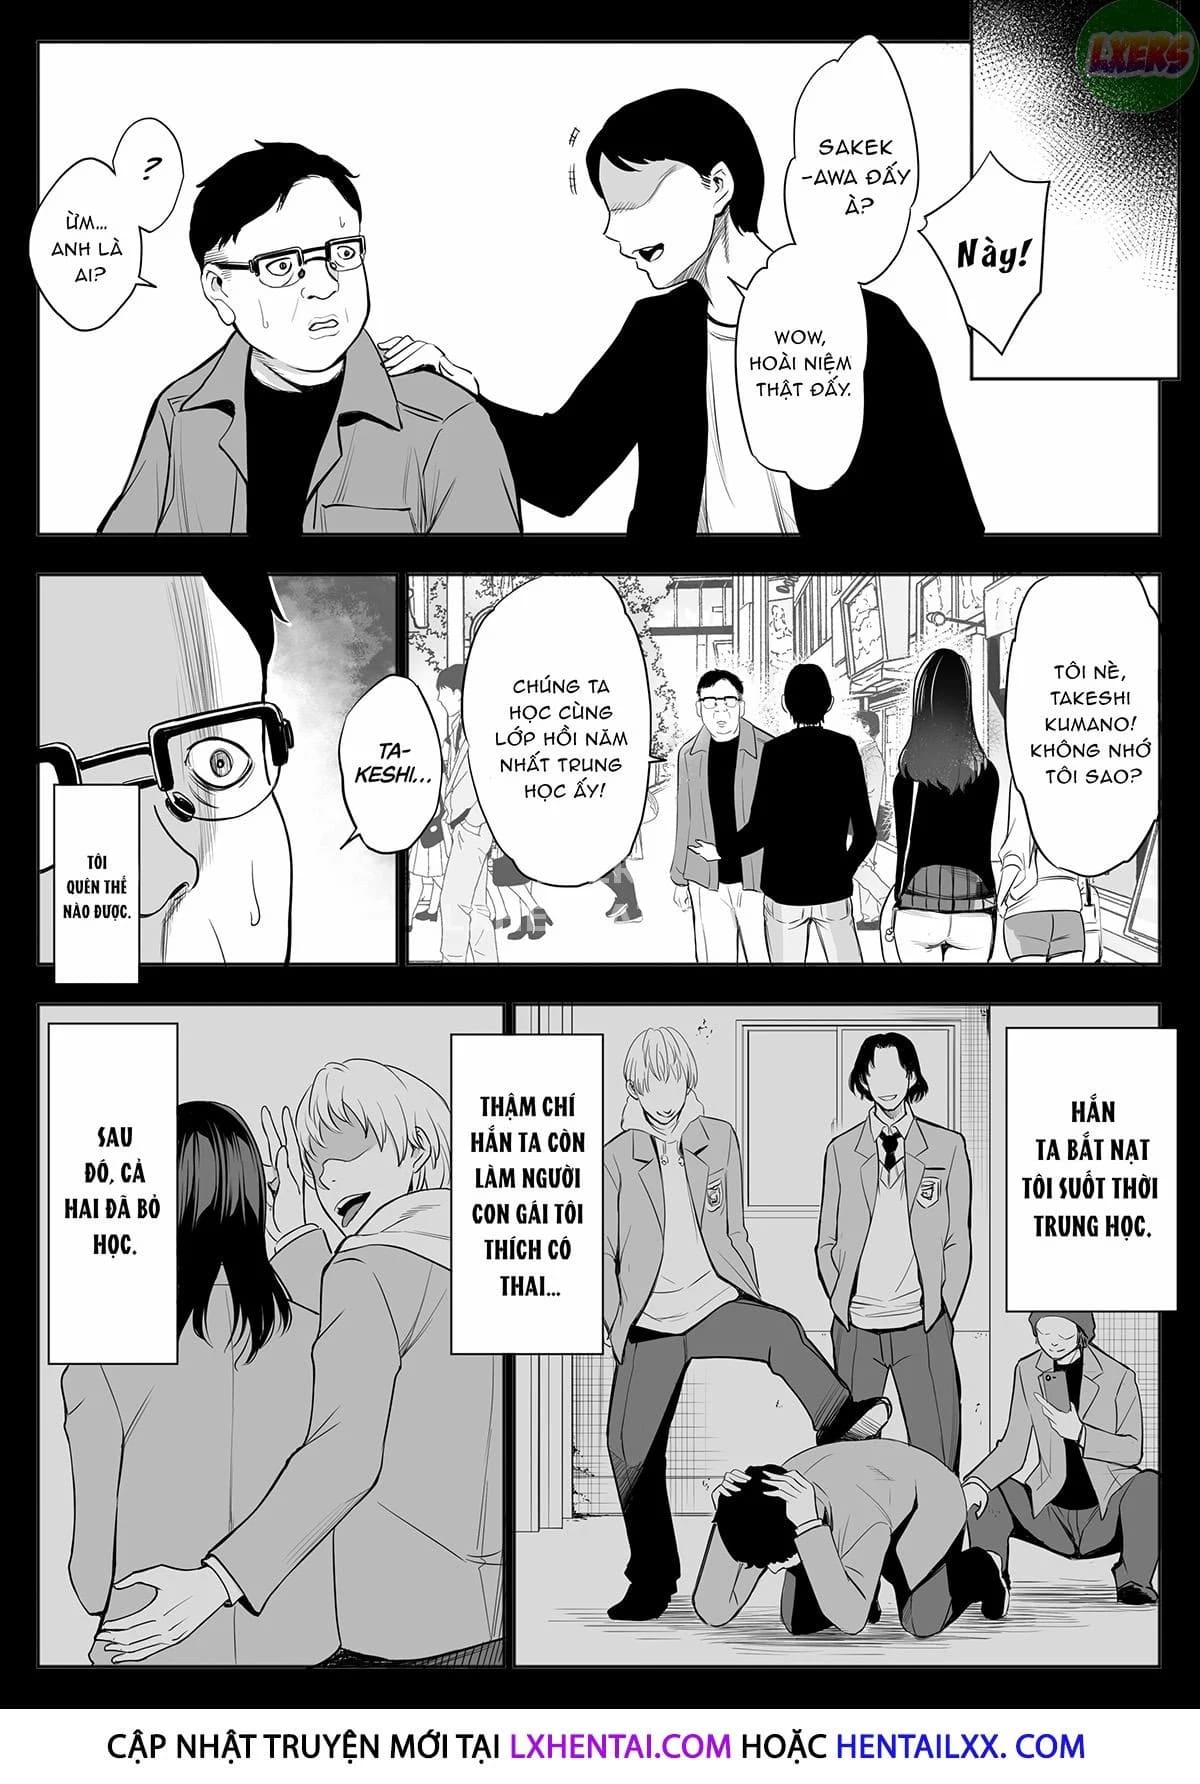 LXERS
Này!
SAKEK
-AWA ĐẤY
À?
WOW,
HOÀI NIỆM
THẬT ĐẤY.
?
ỪM...
ANH LÀ
AI?
TÔI NÈ,
TAKESHI
KUMANO!
KHÔNG NHỚ
TÔI SAO?
CHÚNG TA
HỌC CÙNG
LỚP HỒI NĂM
NHẤT TRUNG
HỌC ẤY!
TA-
KESHI...
TÔI
QUÊN THẾ
NÀO ĐƯỢC.
HẮN
TA BẮT NẠT
TÔI SUỐT THỜI
TRUNG HỌC.
THẬM CHÍ
HẮN TA CÒN
LÀM NGƯỜI
CON GÁI TÔI
THÍCH CÓ
THAI...
SAU
ĐÓ, CẢ
HAI ĐÃ BỎ
HỌC.
CẬP NHẬT TRUYỆN MỚI TẠI LXHENTAI.COM HOẶC HENTAILXX. COM